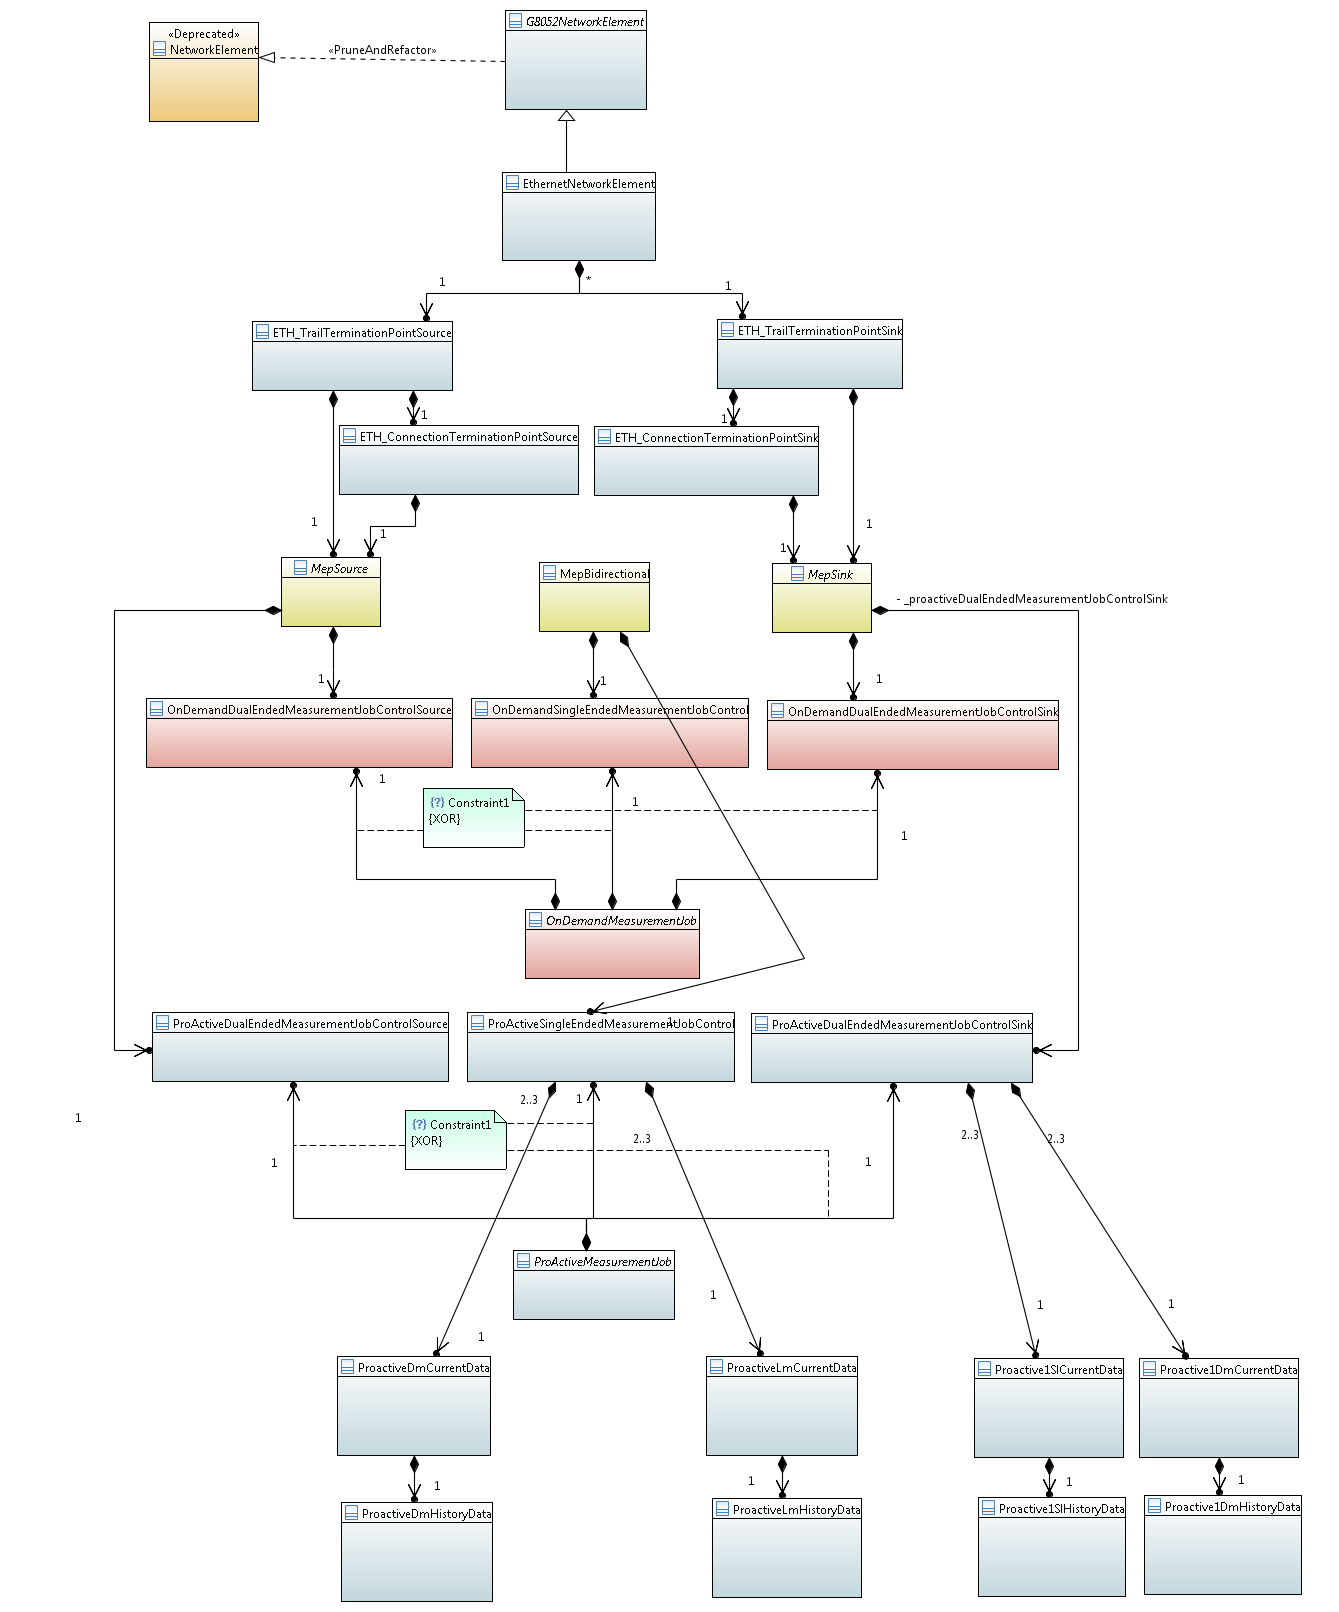 «Deprecated»
NetworkElement
«PruneAndRefactor»
G8052NetworkElement
EthernetNetworkElement
*
1
1
ETH_TrailTerminationPointSource
ETH_TrailTerminationPointSink
1
1
ETH_ConnectionTerminationPointSource
ETH_ConnectionTerminationPointSink
1
1
1
1
MepSource
MepBidirectional
MepSink
- _proactiveDualEndedMeasurementJobControlSink
1
1
1
OnDemandDualEndedMeasurementJobControlSource
OnDemandSingleEndedMeasurementJobControl
OnDemandDualEndedMeasurementJobControlSink
1
1
1
{?} Constraint1
{XOR}
OnDemandMeasurementJob
1
ProActiveDualEndedMeasurementJobControlSource
ProActiveSingleEndedMeasurementJobControl
ProActiveDualEndedMeasurementJobControlSink
1
2..3
1
{?} Constraint1
{XOR}
2..3
2..3
2..3
1
1
ProActiveMeasurementJob
1
1
1
1
ProactiveDmCurrentData
ProactiveLmCurrentData
Proactive1SlCurrentData
Proactive1DmCurrentData
1
1
1
1
ProactiveDmHistoryData
ProactiveLmHistoryData
Proactive1SlHistoryData
Proactive1DmHistoryData